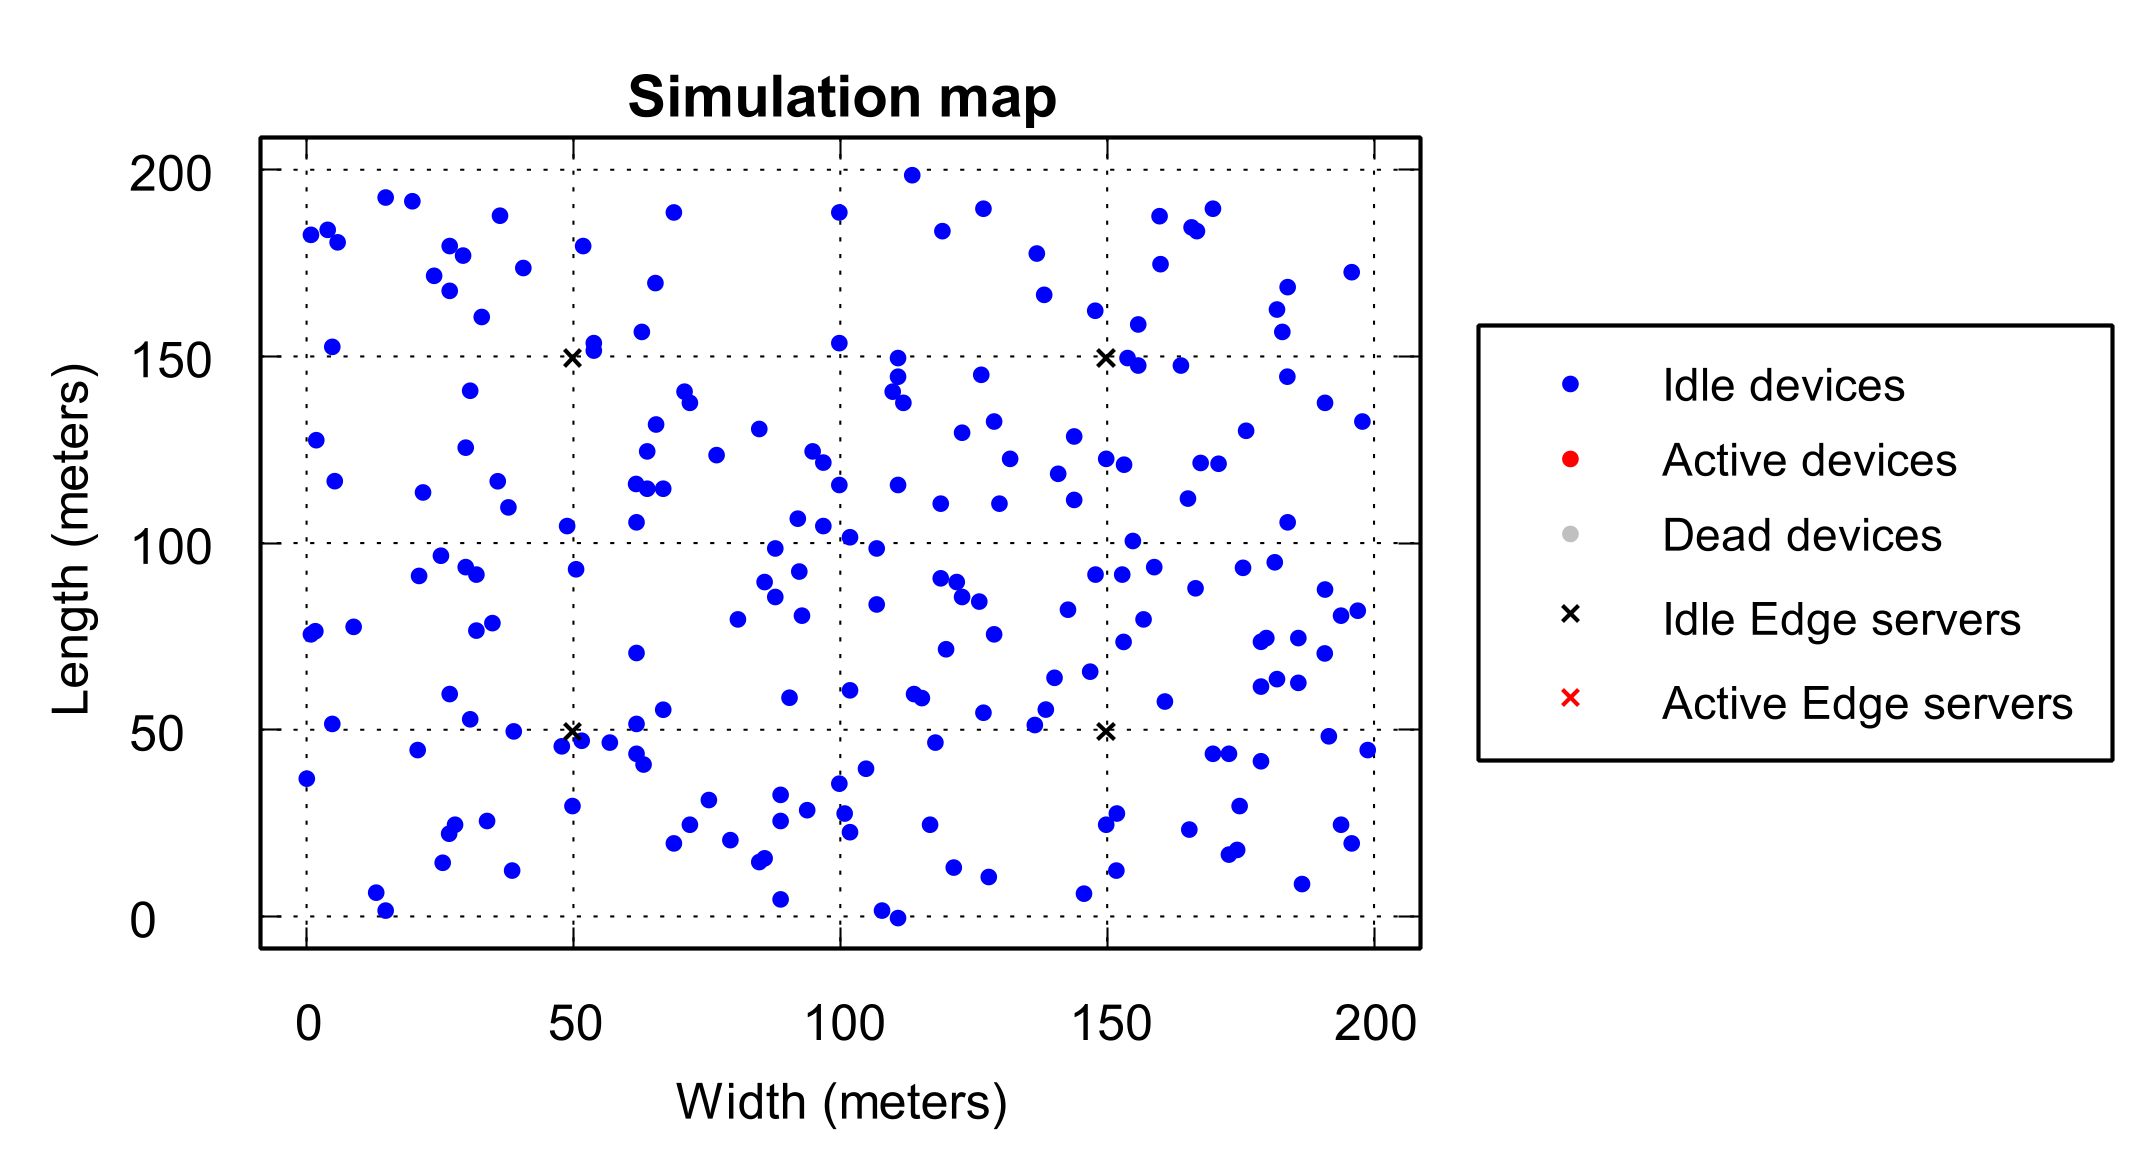 Simulation map
200
150
100
50
0
Length (meters)
0 50 100 150 200
Width (meters)
Idle devices
Active devices
Dead devices
Idle Edge servers
Active Edge servers